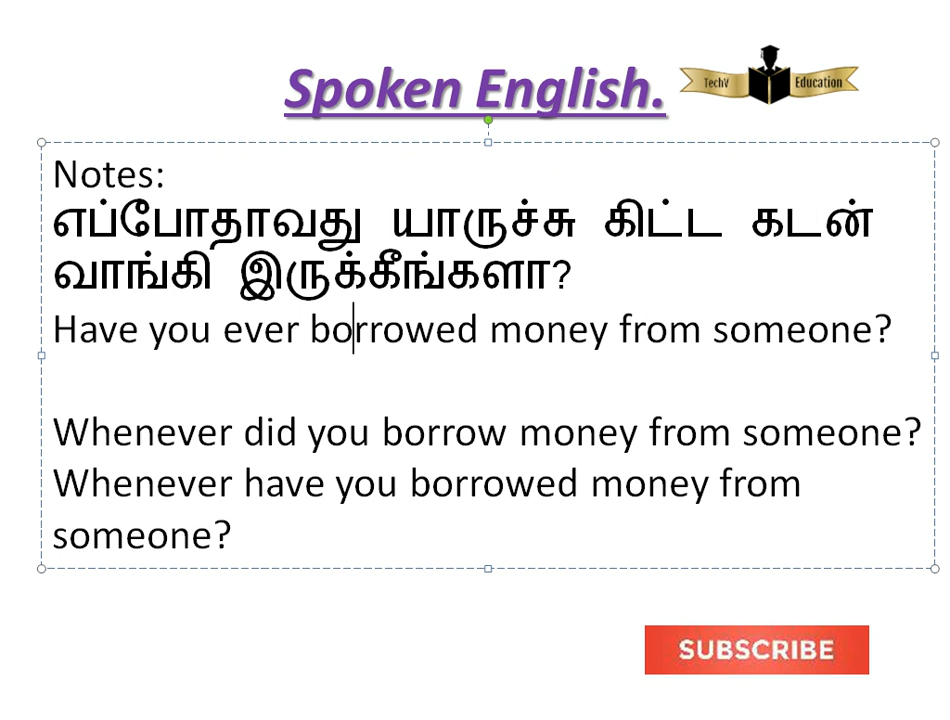 Spoken English.
TechV Education
Notes:
எப்போதாவது யாருச்சு கிட்ட கடன்
வாங்கி இருக்கீங்களா?
Have you ever borrowed money from someone?
Whenever did you borrow money from someone?
Whenever have you borrowed money from
someone?
SUBSCRIBE